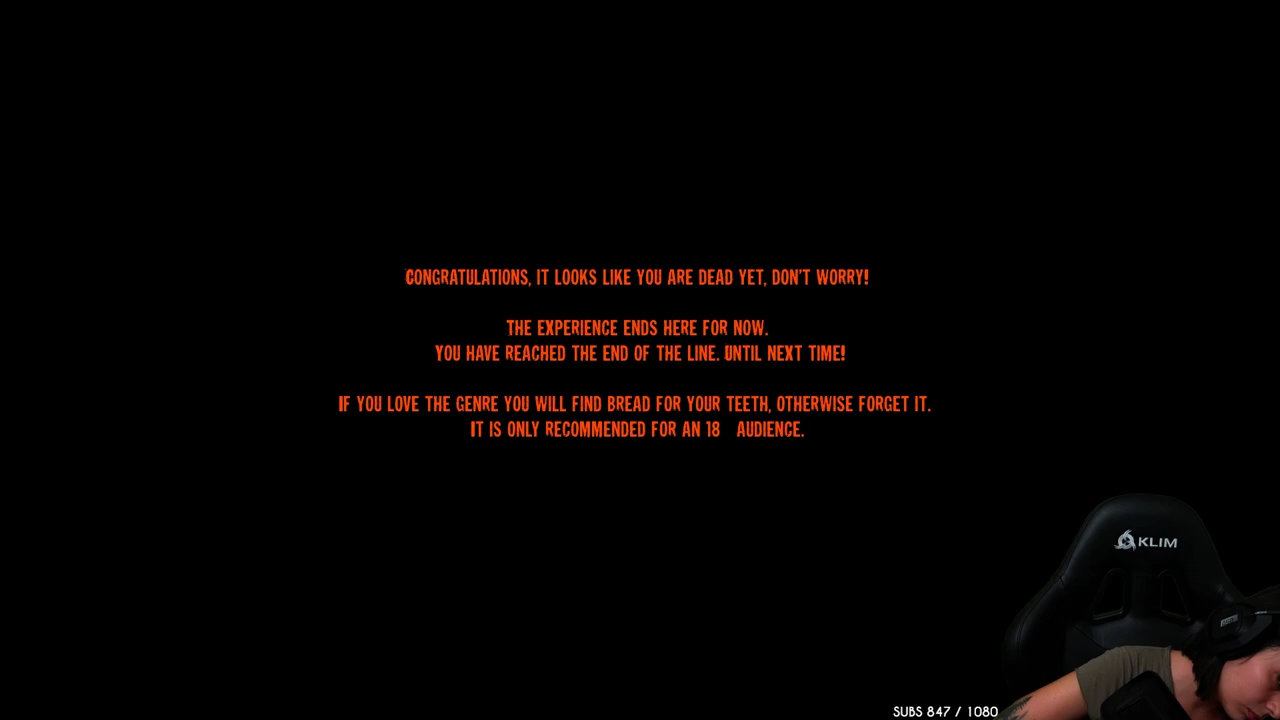 CONGRATULATIONS, IT LOOKS LIKE YOU ARE DEAD YET, DON'T WORRY!
THE EXPERIENCE ENDS HERE FOR NOW.
YOU HAVE REACHED THE END OF THE LINE. UNTIL NEXT TIME!
IF YOU LOVE THE GENRE YOU WILL FIND BREAD FOR YOUR TEETH, OTHERWISE FORGET IT.
IT IS ONLY RECOMMENDED FOR AN 18 AUDIENCE.
KLIM
SUBS 847 / 1080